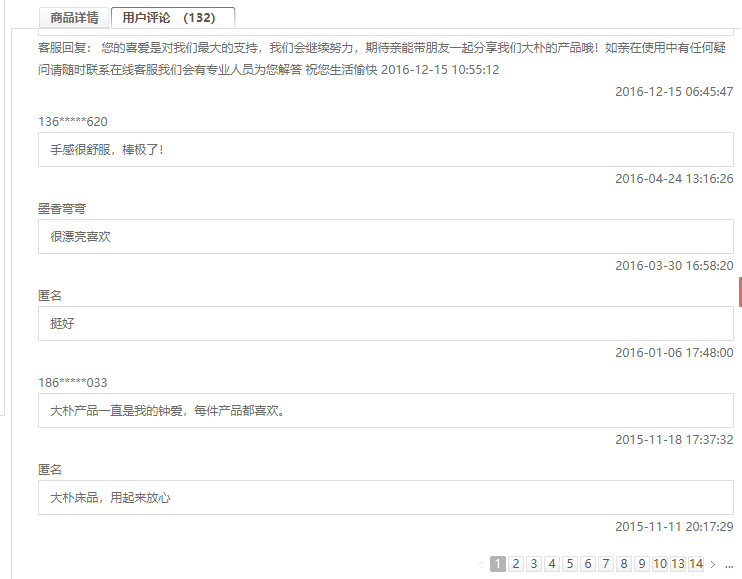 商品详情 用户评论 (132)
客服回复： 您的喜爱是对我们最大的支持，我们会继续努力，期待亲能带朋友一起分享我们大朴的产品哦！如亲在使用中有任何疑
问请随时联系在线客服我们会有专业人员为您解答 祝您生活愉快 2016-12-15 10:55:12
2016-12-15 06:45:47
136*****620
手感很舒服，棒极了！
2016-04-24 13:16:26
墨香弯弯
很漂亮喜欢
2016-03-30 16:58:20
匿名
挺好
2016-01-06 17:48:00
186*****033
大朴产品一直是我的钟爱，每件产品都喜欢。
2015-11-18 17:37:32
匿名
大朴床品，用起来放心
2015-11-11 20:17:29
‹ 1 2 3 4 5 6 7 8 9 10 13 14 › ...